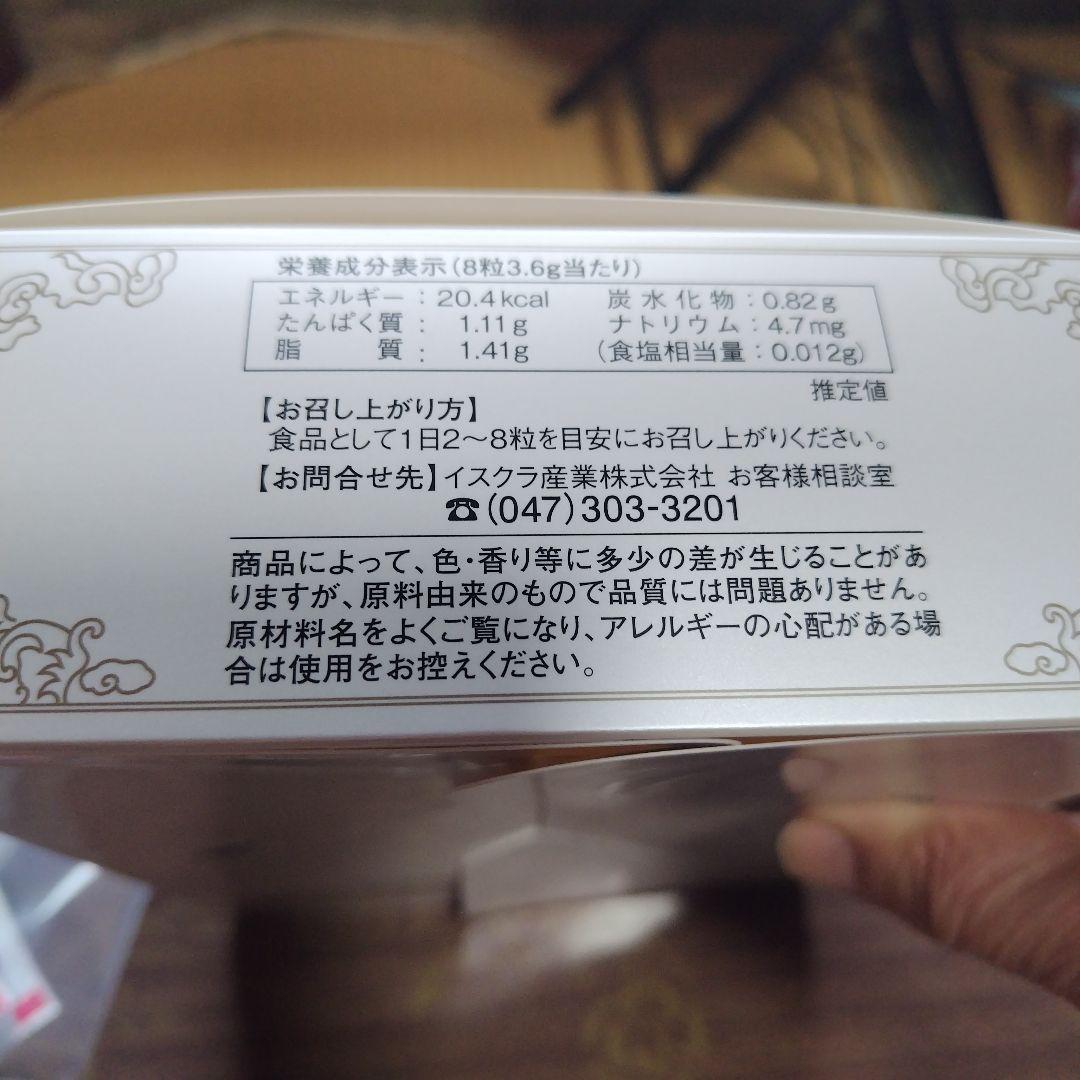 栄養成分表示(8粒3.6g当たり)
エネルギー : 20.4kcal 炭水化物 : 0.82g
たんぱく質 : 1.11g ナトリウム : 4.7mg
脂質 : 1.41g (食塩相当量 : 0.012g)
推定値
【お召し上がり方】
食品として1日2〜8粒を目安にお召し上がりください。
【お問合せ先】イスクラ産業株式会社 お客様相談室
☎(047)303-3201
商品によって、色・香り等に多少の差が生じることがあ
りますが、原料由来のもので品質には問題ありません。
原材料名をよくご覧になり、アレルギーの心配がある場
合は使用をお控えください。